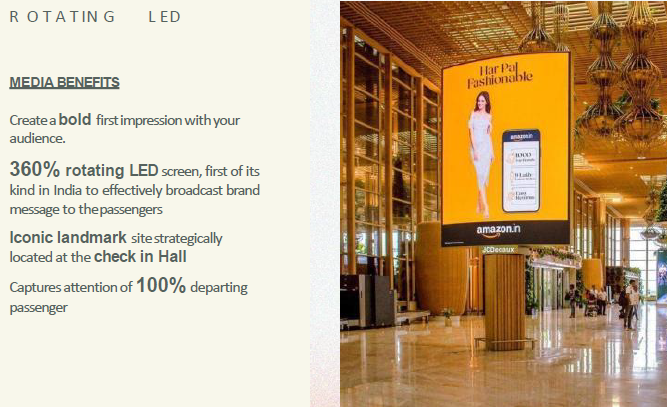 ROTATING LED
MEDIA BENEFITS
Create a bold first impression with your
audience.
360% rotating LED screen, first of its
kind in India to effectively broadcast brand
message to the passengers
Iconic landmark site strategically
located at the check in Hall
Captures attention of 100% departing
passenger
Har Pal
Fashionable
amazon.in
amazon.in
JCDecaux